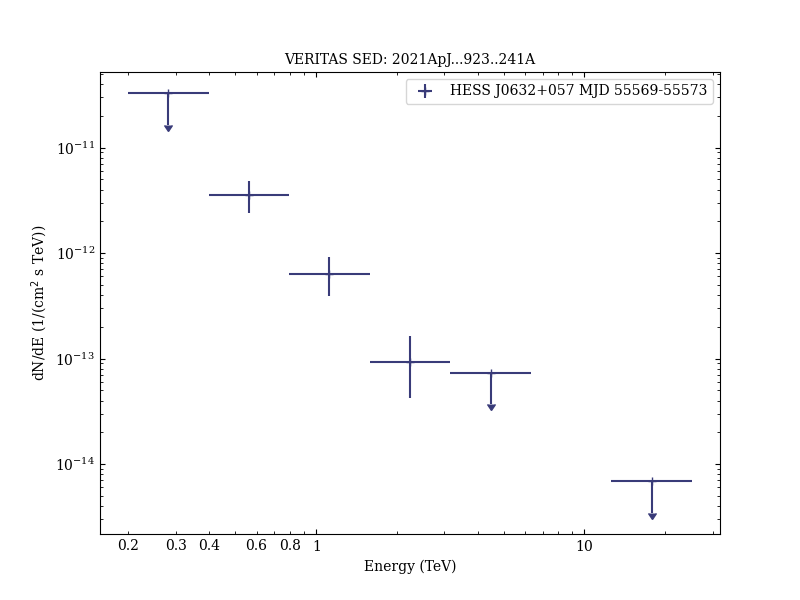 VERITAS SED: 2021ApJ...923..241A
HESS J0632+057 MJD 55569-55573
dN/dE (1/(cm² s TeV))
10⁻¹¹
10⁻¹²
10⁻¹³
10⁻¹⁴
0.2 0.3 0.4 0.6 0.8 1 10
Energy (TeV)